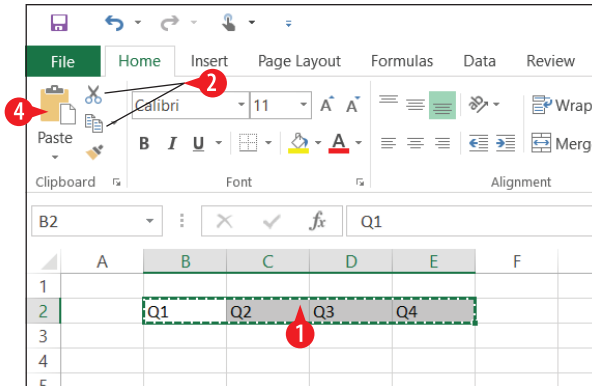 File Home Insert Page Layout Formulas Data Review
2
4
Calibri 11 A A Wrap
Paste B I U A Merg
Clipboard Font Alignment
B2 fx Q1
A B C D E F
1
2 Q1 Q2 Q3 Q4
1
3
4
5